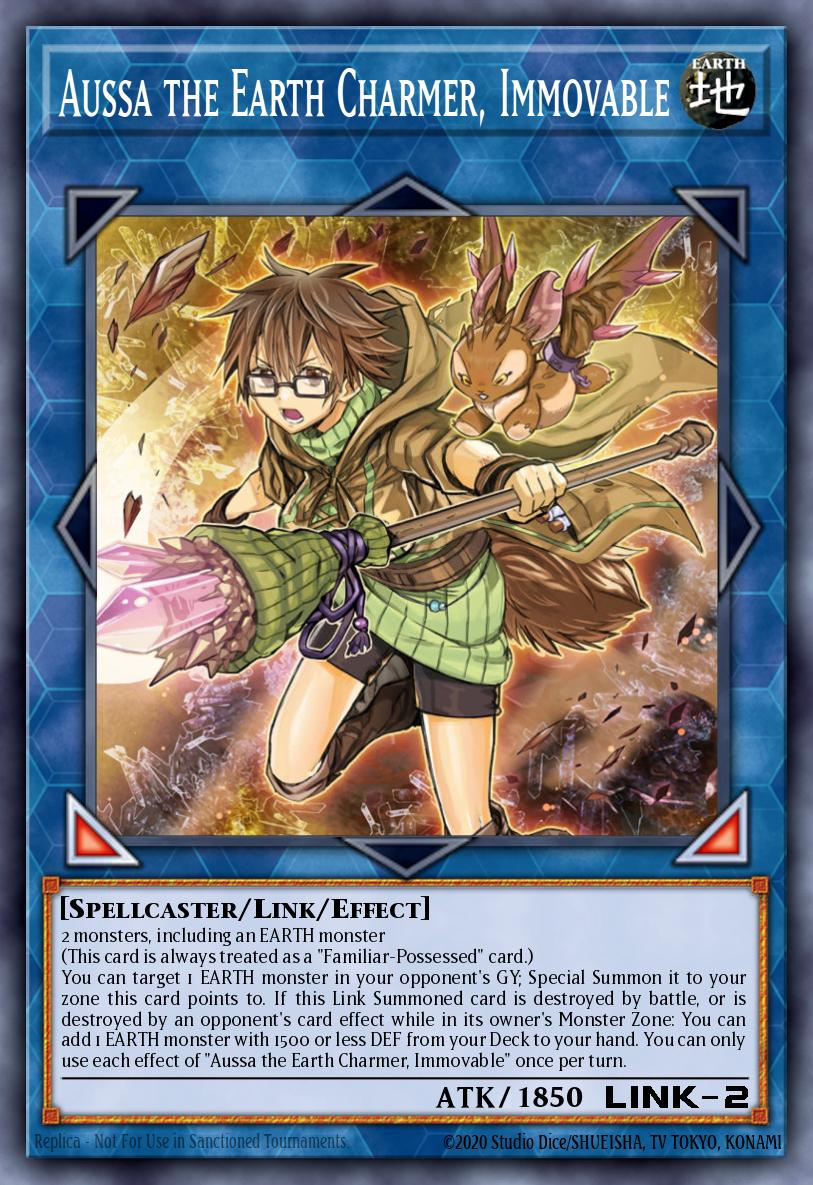 Aussa the Earth Charmer, Immovable
EARTH
地
[Spellcaster/Link/Effect]
2 monsters, including an EARTH monster
(This card is always treated as a "Familiar-Possessed" card.)
You can target 1 EARTH monster in your opponent's GY; Special Summon it to your
zone this card points to. If this Link Summoned card is destroyed by battle, or is
destroyed by an opponent's card effect while in its owner's Monster Zone: You can
add 1 EARTH monster with 1500 or less DEF from your Deck to your hand. You can only
use each effect of "Aussa the Earth Charmer, Immovable" once per turn.
ATK/1850 LINK-2
Replica - Not For Use in Sanctioned Tournaments.
©2020 Studio Dice/SHUEISHA, TV TOKYO, KONAMI